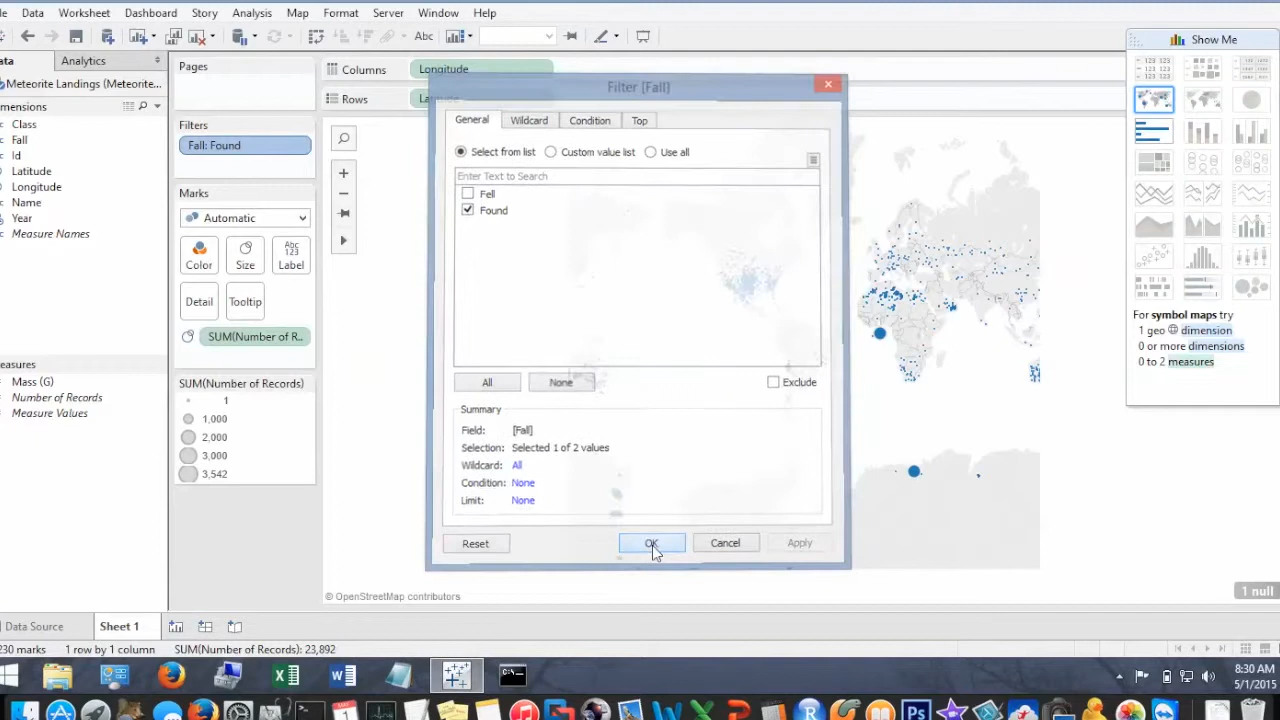 Data Worksheet Dashboard Story Analysis Map Format Server Window Help
Abc
Analytics
Meteorite Landings (Meteorite...
Class
Fall
Id
Latitude
Longitude
Name
Year
Measure Names
Mass (G)
Number of Records
Measure Values
Pages
Filters
Fall: Found
Marks
Automatic
Color Size Label
Abc
123
Detail Tooltip
SUM(Number of R..
SUM(Number of Records)
1
1,000
2,000
3,000
3,542
Columns Longitude
Rows
Filter [Fall]
General Wildcard Condition Top
Select from list Custom value list Use all
Enter Text to Search
Fell
Found
All None Exclude
Summary
Field: [Fall]
Selection: Selected 1 of 2 values
Wildcard: All
Condition: None
Limit: None
Reset OK Cancel Apply
© OpenStreetMap contributors
1 null
Show Me
For symbol maps try
1 geo dimension
0 or more dimensions
0 to 2 measures
Data Source Sheet 1
230 marks 1 row by 1 column SUM(Number of Records): 23,892
8:30 AM
5/1/2015